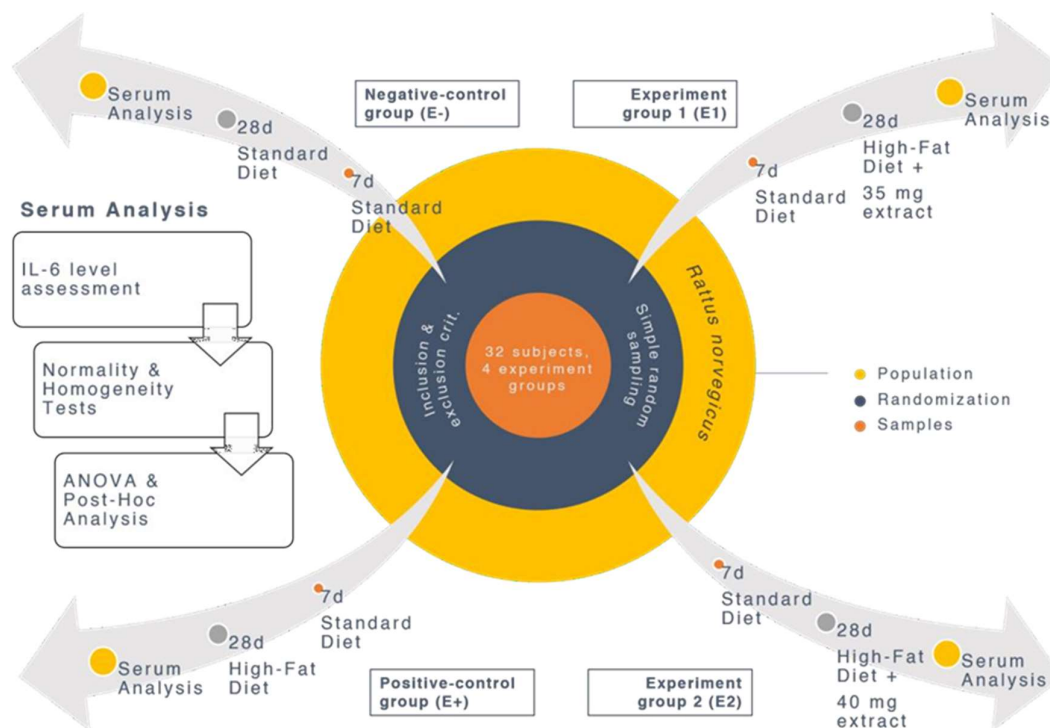 Negative-control
group (E-)
Experiment
group 1 (E1)
Serum
Analysis
28d
Standard
Diet
7d
Standard
Diet
7d
Standard
Diet
28d
High-Fat
Diet +
35 mg
extract
Serum
Analysis
Serum Analysis
IL-6 level
assessment
Normality &
Homogeneity
Tests
ANOVA &
Post-Hoc
Analysis
Inclusion &
exclusion crit.
32 subjects,
4 experiment
groups
Simple random
sampling
Rattus norvegicus
Population
Randomization
Samples
Serum
Analysis
28d
High-Fat
Diet
7d
Standard
Diet
7d
Standard
Diet
28d
High-Fat
Diet +
40 mg
extract
Serum
Analysis
Positive-control
group (E+)
Experiment
group 2 (E2)